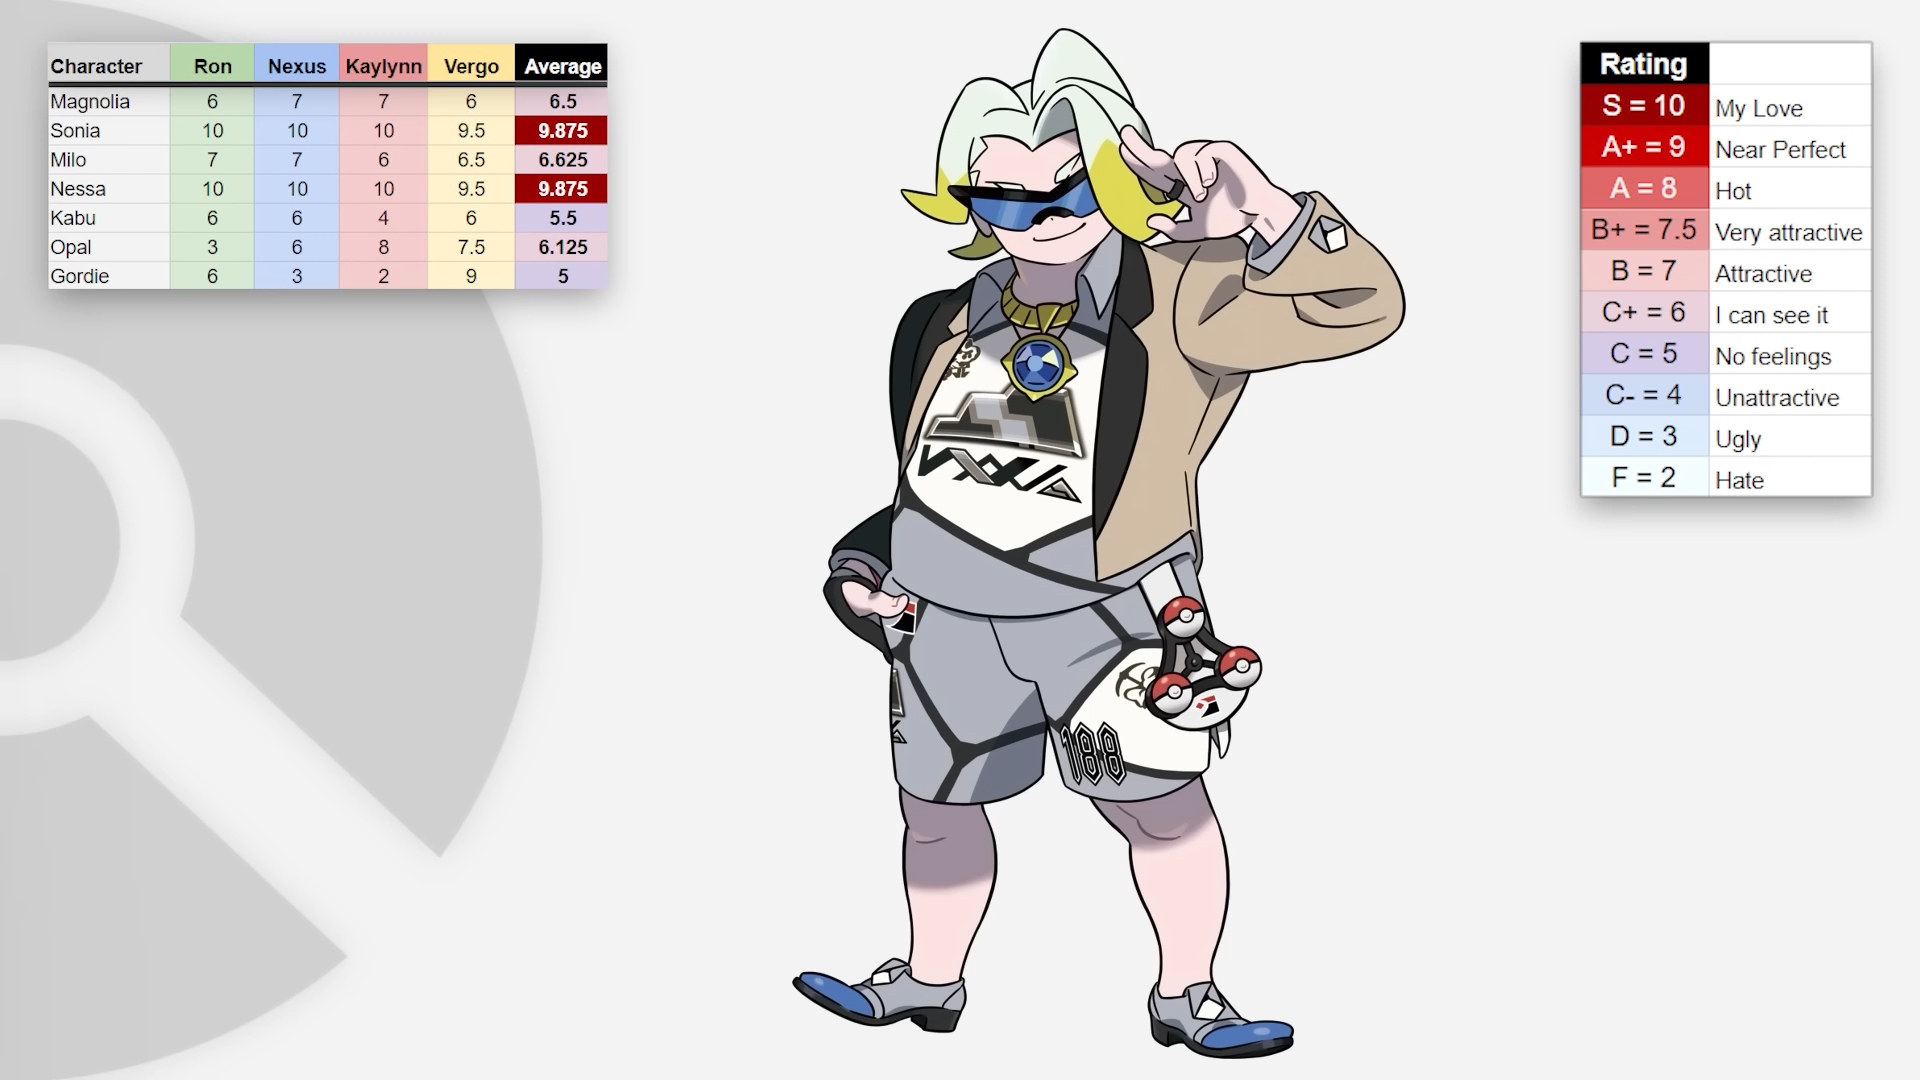 Character Ron Nexus Kaylynn Vergo Average
Magnolia 6 7 7 6 6.5
Sonia 10 10 10 9.5 9.875
Milo 7 7 6 6.5 6.625
Nessa 10 10 10 9.5 9.875
Kabu 6 6 4 6 5.5
Opal 3 6 8 7.5 6.125
Gordie 6 3 2 9 5
Rating
S = 10 My Love
A+ = 9 Near Perfect
A = 8 Hot
B+ = 7.5 Very attractive
B = 7 Attractive
C+ = 6 I can see it
C = 5 No feelings
C- = 4 Unattractive
D = 3 Ugly
F = 2 Hate
188